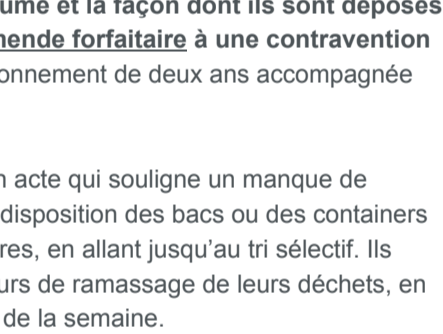 ume et la façon dont ils sont déposés
nende forfaitaire à une contravention
onnement de deux ans accompagnée
n acte qui souligne un manque de
disposition des bacs ou des containers
res, en allant jusqu'au tri sélectif. Ils
urs de ramassage de leurs déchets, en
de la semaine.